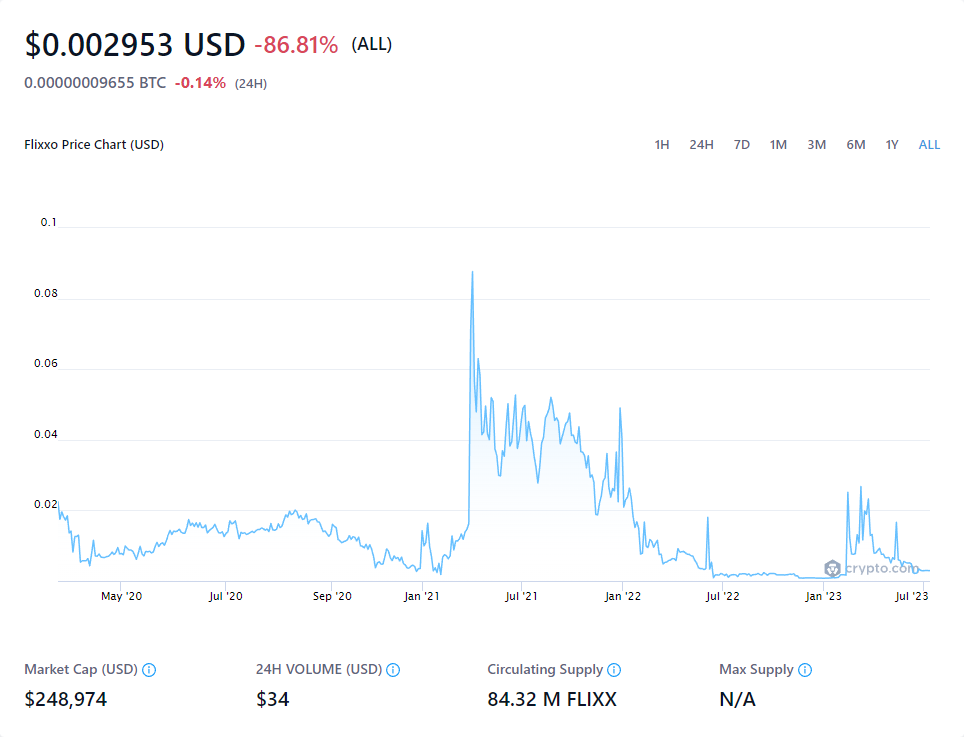 $0.002953 USD -86.81% (ALL)
0.00000009655 BTC -0.14% (24H)
Flixxo Price Chart (USD) 1H 24H 7D 1M 3M 6M 1Y ALL
0.1
0.08
0.06
0.04
0.02
crypto.com
May '20 Jul '20 Sep '20 Jan '21 Jul '21 Jan '22 Jul '22 Jan '23 Jul '23
Market Cap (USD) 24H VOLUME (USD) Circulating Supply Max Supply
$248,974 $34 84.32 M FLIXX N/A